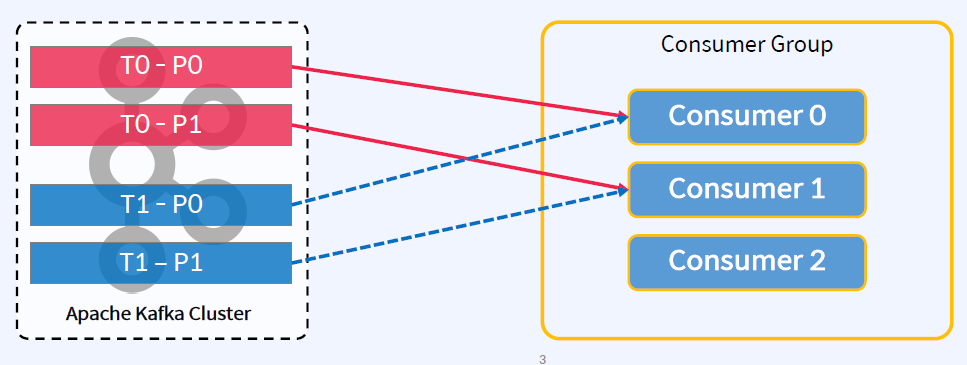 T0 - P0
T0 - P1
T1 - P0
T1 – P1
Apache Kafka Cluster
Consumer Group
Consumer 0
Consumer 1
Consumer 2
3